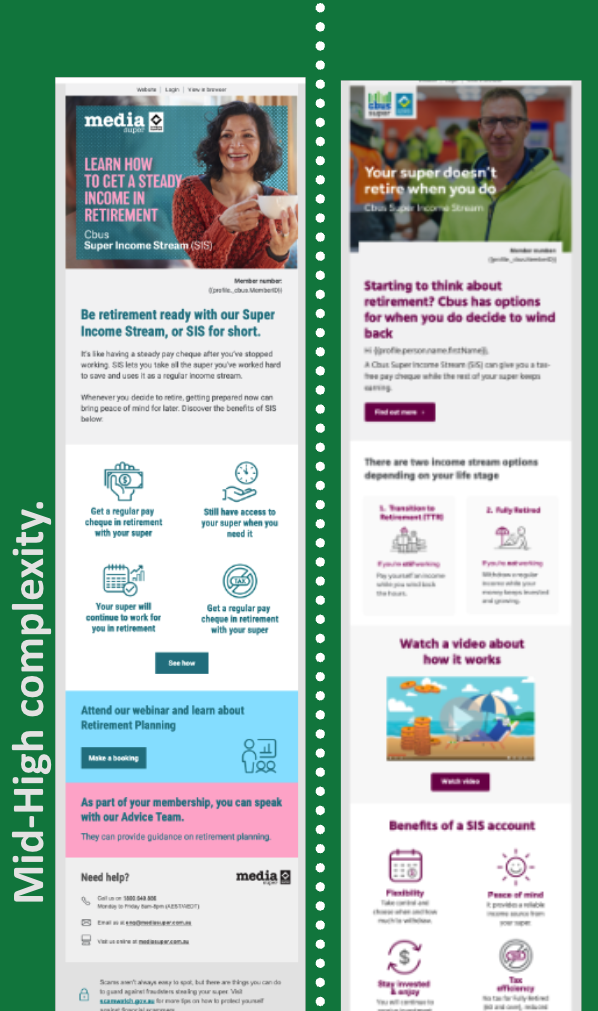 Mid-High complexity.
Website | Login | View in browser
media
super
LEARN HOW
TO GET A STEADY
INCOME IN
RETIREMENT
Cbus
Super Income Stream (SIS)
Member number:
{{profile._cbus.MemberID}}
Be retirement ready with our Super
Income Stream, or SIS for short.
It's like having a steady pay cheque after you've stopped
working. SIS lets you take all the super you've worked hard
to save and uses it as a regular income stream.
Whenever you decide to retire, getting prepared now can
bring peace of mind for later. Discover the benefits of SIS
below:
Get a regular pay
cheque in retirement
with your super
Still have access to
your super when you
need it
TAX
Your super will
continue to work for
you in retirement
Get a regular pay
cheque in retirement
with your super
See how
Attend our webinar and learn about
Retirement Planning
Make a booking
As part of your membership, you can speak
with our Advice Team.
They can provide guidance on retirement planning.
Need help?
media
super
Call us on 1800 640 886
Monday to Friday 8am-8pm (AEST/AEDT)
Email us at
Visit us online at mediasuper.com.au
Scams aren't always easy to spot, but there are things you can do
to guard against fraudsters stealing your super. Visit
scamwatch.gov.au for more tips on how to protect yourself
against financial scammers.
cbus
super
Your super doesn't
retire when you do
Cbus Super Income Stream
Member number:
{{profile._cbus.MemberID}}
Starting to think about
retirement? Cbus has options
for when you do decide to wind
back
Hi {{profile.person.name.firstName}},
A Cbus Super Income Stream (SIS) can give you a tax-
free pay cheque while the rest of your super keeps
earning.
Find out more ›
There are two income stream options
depending on your life stage
1. Transition to
Retirement (TTR)
If you're still working
Pay yourself an income
while you wind back
the hours.
2. Fully Retired
If you're not working
Withdraw a regular
income while your
money keeps invested
and growing.
Watch a video about
how it works
Watch video
Benefits of a SIS account
Flexibility
Take control and
choose when and how
much to withdraw.
Peace of mind
It provides a reliable
income source from
your super.
Stay invested
& enjoy
You will continue to
Tax
efficiency
No tax for Fully Retired
(60 and over), reduced